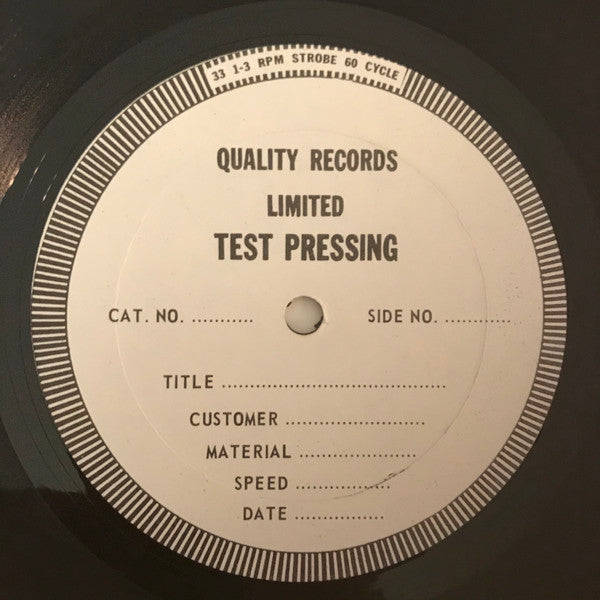 33 1-3 RPM STROBE 60 CYCLE
QUALITY RECORDS
LIMITED
TEST PRESSING
CAT. NO. ........... SIDE NO. ............
TITLE .......................................
CUSTOMER ........................
MATERIAL ....................
SPEED ................
DATE ...............